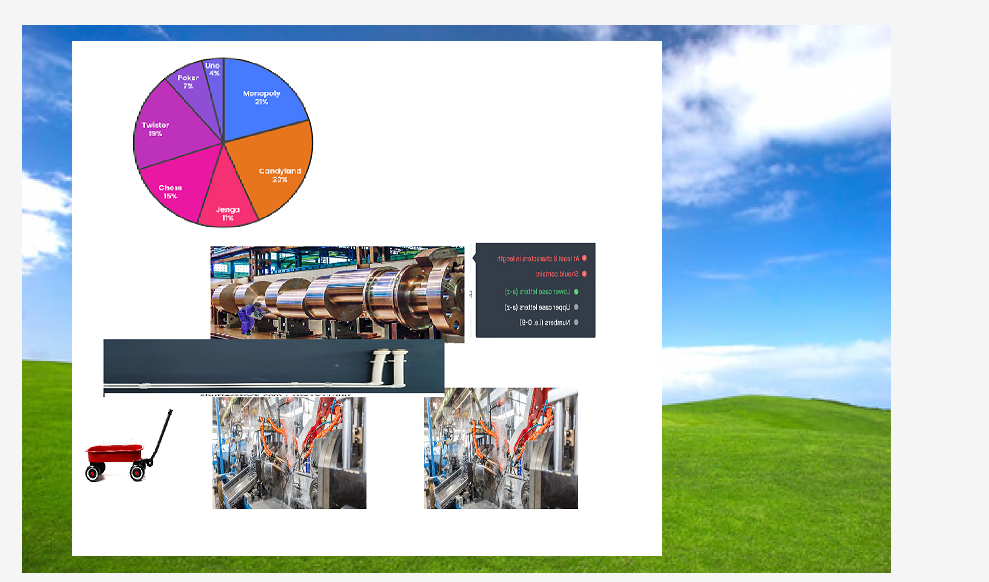 Uno
4%
Poker
7%
Monopoly
21%
Twister
19%
Candyland
23%
Chess
15%
Jenga
11%
At least 8 characters in length
Should contain:
Lower case letters (a-z)
Upper case letters (A-Z)
Numbers (i.e. 0-9)